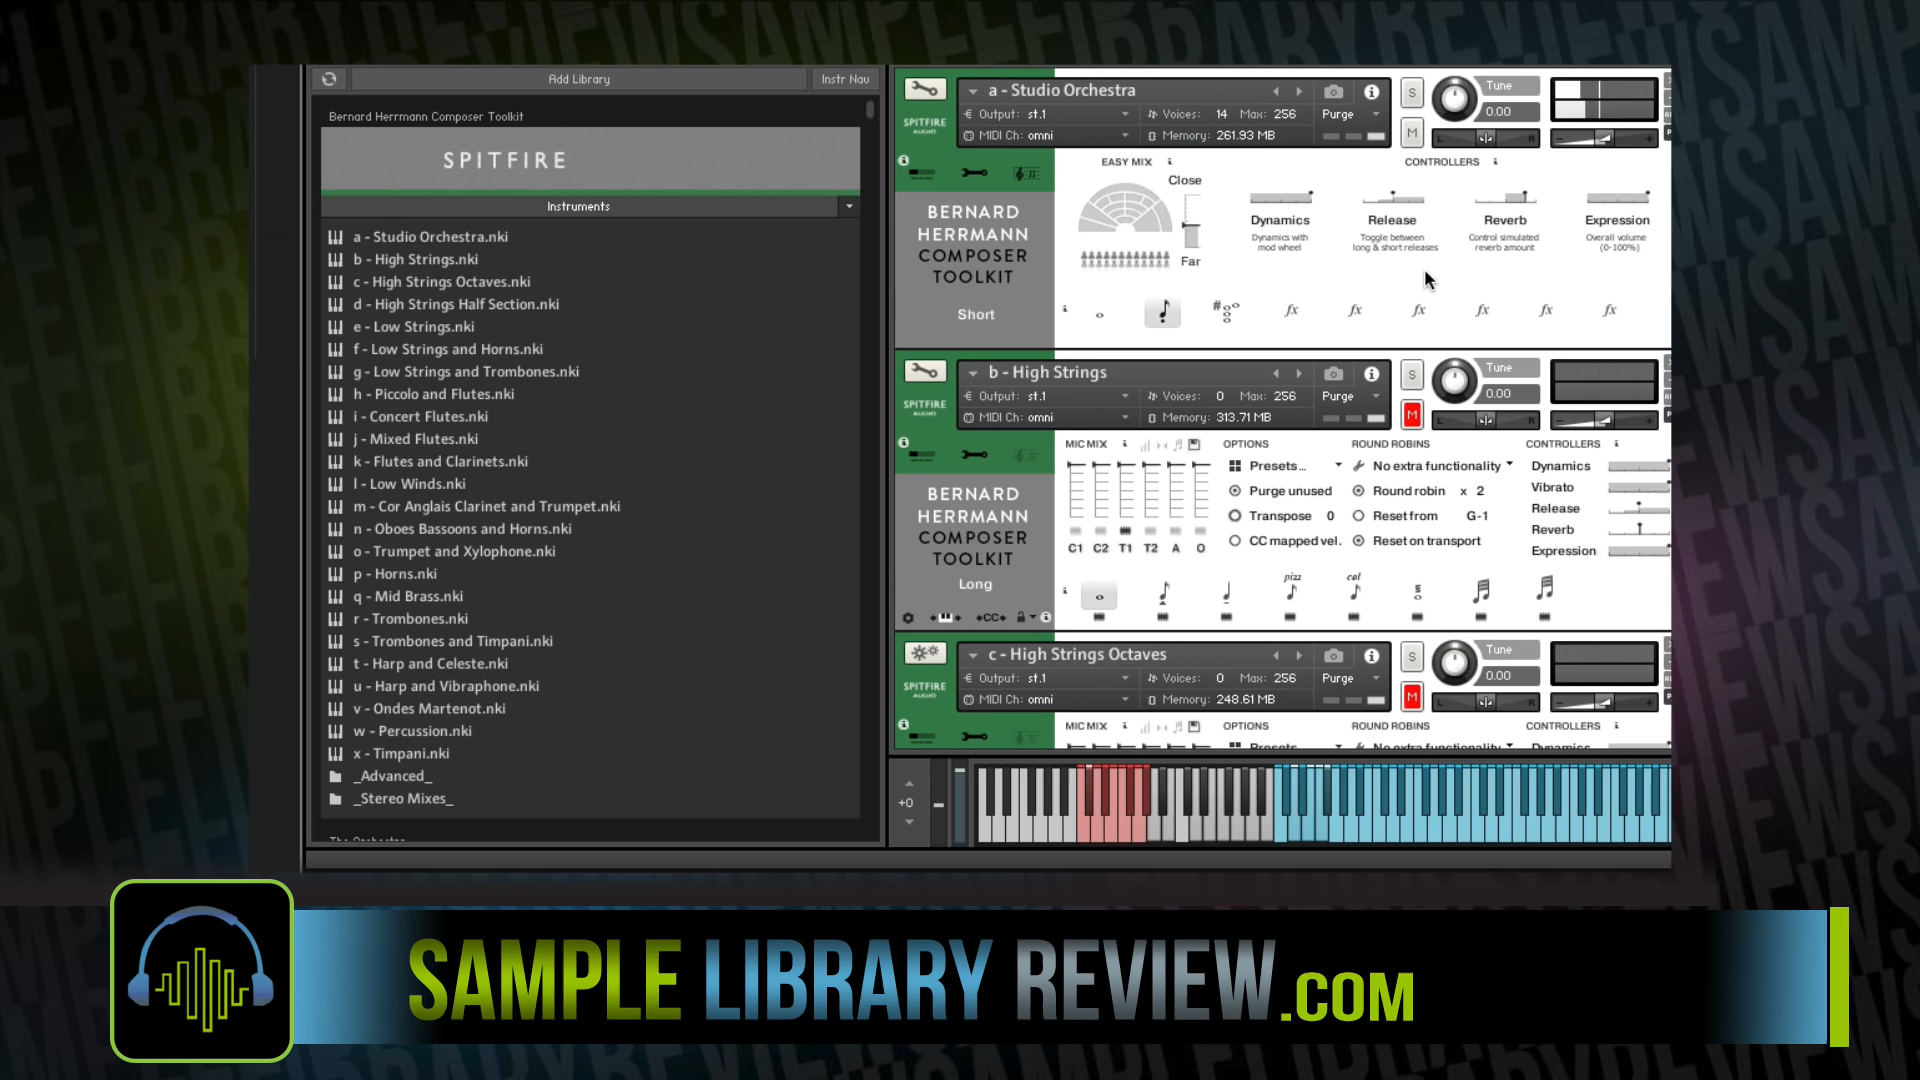 Add Library
Instr Nav
Bernard Herrmann Composer Toolkit
SPITFIRE
Instruments
a - Studio Orchestra.nki
b - High Strings.nki
c - High Strings Octaves.nki
d - High Strings Half Section.nki
e - Low Strings.nki
f - Low Strings and Horns.nki
g - Low Strings and Trombones.nki
h - Piccolo and Flutes.nki
i - Concert Flutes.nki
j - Mixed Flutes.nki
k - Flutes and Clarinets.nki
l - Low Winds.nki
m - Cor Anglais Clarinet and Trumpet.nki
n - Oboes Bassoons and Horns.nki
o - Trumpet and Xylophone.nki
p - Horns.nki
q - Mid Brass.nki
r - Trombones.nki
s - Trombones and Timpani.nki
t - Harp and Celeste.nki
u - Harp and Vibraphone.nki
v - Ondes Martenot.nki
w - Percussion.nki
x - Timpani.nki
_Advanced_
_Stereo Mixes_
a - Studio Orchestra
Output: st.1 Voices: 14 Max: 256 Purge
MIDI Ch: omni Memory: 261.93 MB
S
M
Tune
0.00
L R
SPITFIRE
AUDIO
EASY MIX
Close
Far
CONTROLLERS
Dynamics
Dynamics with
mod wheel
Release
Toggle between
long & short releases
Reverb
Control simulated
reverb amount
Expression
Overall volume
(0-100%)
BERNARD
HERRMANN
COMPOSER
TOOLKIT
Short
fx fx fx fx fx fx
b - High Strings
Output: st.1 Voices: 0 Max: 256 Purge
MIDI Ch: omni Memory: 313.71 MB
S
M
Tune
0.00
L R
SPITFIRE
AUDIO
MIC MIX OPTIONS ROUND ROBINS CONTROLLERS
C1 C2 T1 T2 A O
Presets...
Purge unused
Transpose 0
CC mapped vel.
No extra functionality
Round robin x 2
Reset from G-1
Reset on transport
Dynamics
Vibrato
Release
Reverb
Expression
BERNARD
HERRMANN
COMPOSER
TOOLKIT
Long
CC
pizz col
c - High Strings Octaves
Output: st.1 Voices: 0 Max: 256 Purge
MIDI Ch: omni Memory: 248.61 MB
S
M
Tune
0.00
L R
SPITFIRE
AUDIO
MIC MIX OPTIONS ROUND ROBINS CONTROLLERS
Presets... No extra functionality Dynamics
The Orchestra
+0
SAMPLE LIBRARY REVIEW.COM